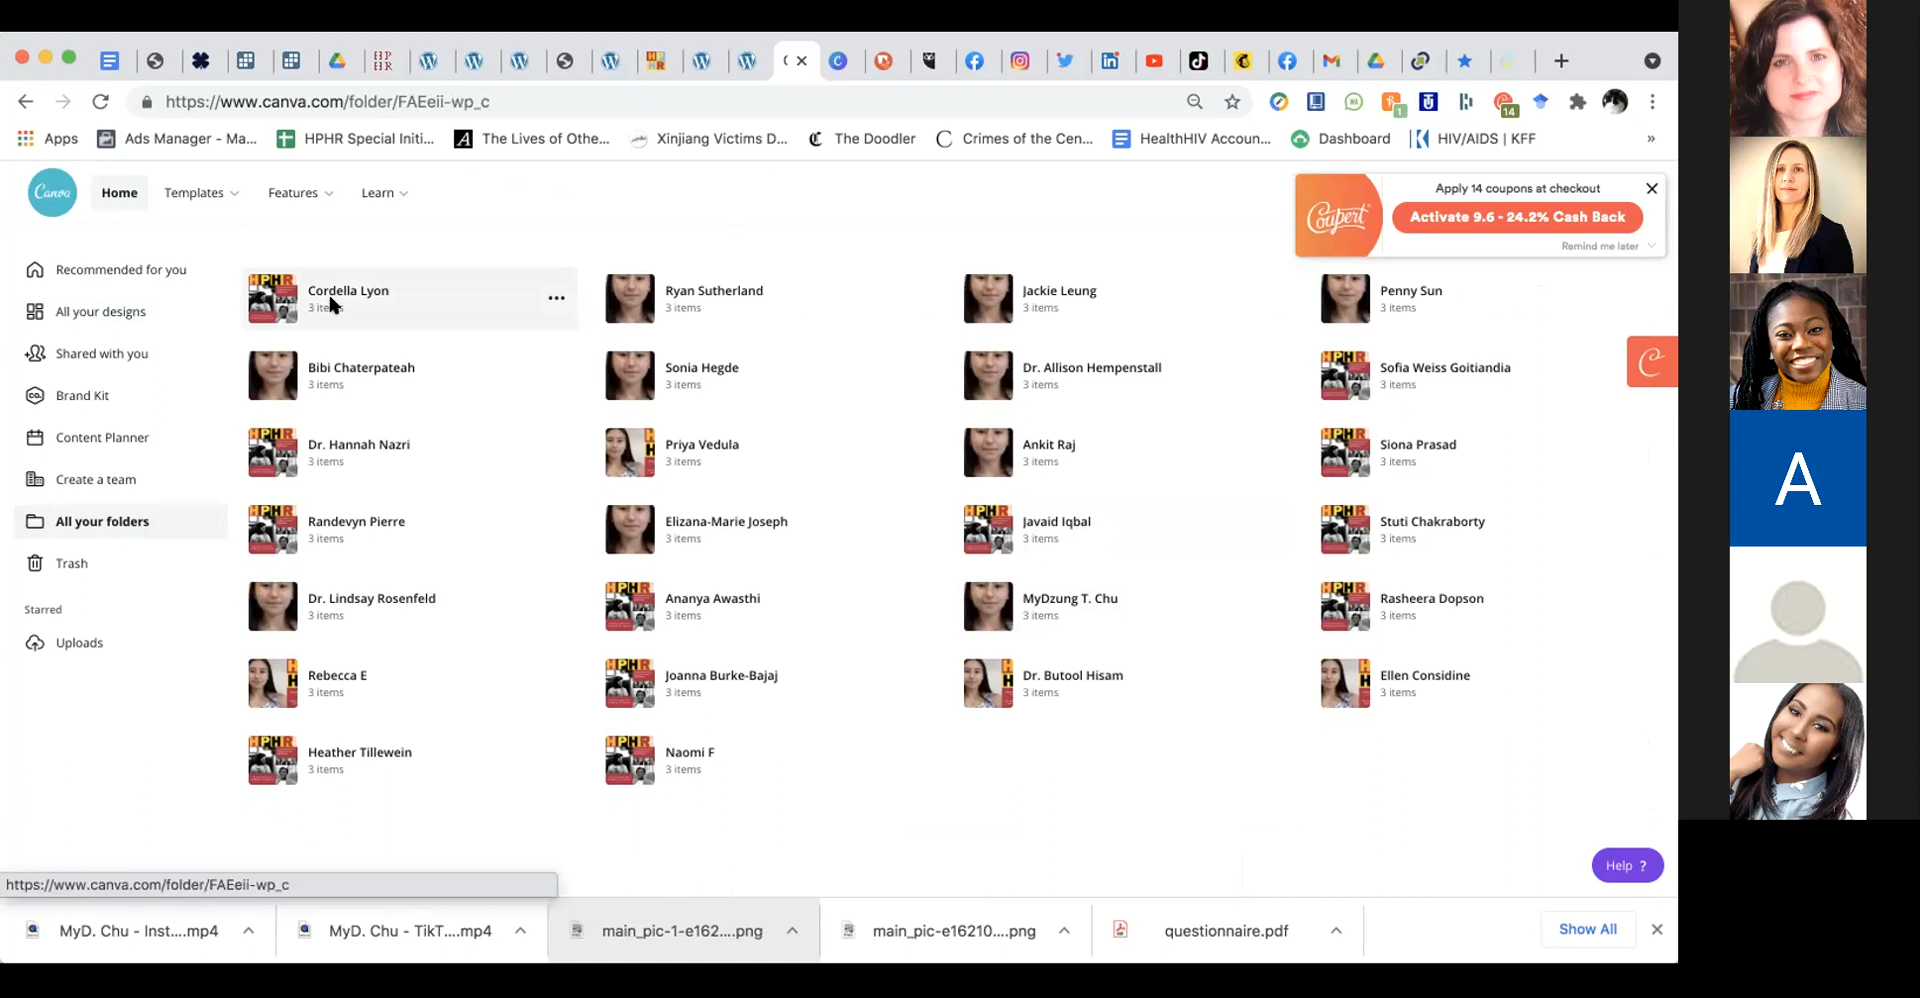 https://www.canva.com/folder/FAEeii-wp_c
Apps
Ads Manager - Ma...
HPHR Special Initi...
The Lives of Othe...
Xinjiang Victims D...
The Doodler
Crimes of the Cen...
HealthHIV Accoun...
Dashboard
HIV/AIDS | KFF
»
Canva
Home
Templates
Features
Learn
Coupert
Apply 14 coupons at checkout
Activate 9.6 - 24.2% Cash Back
Remind me later
Recommended for you
All your designs
Shared with you
Brand Kit
Content Planner
Create a team
All your folders
Trash
Starred
Uploads
Cordella Lyon
3 items
Ryan Sutherland
3 items
Jackie Leung
3 items
Penny Sun
3 items
Bibi Chaterpateah
3 items
Sonia Hegde
3 items
Dr. Allison Hempenstall
3 items
Sofia Weiss Goitiandia
3 items
Dr. Hannah Nazri
3 items
Priya Vedula
3 items
Ankit Raj
3 items
Siona Prasad
3 items
Randevyn Pierre
3 items
Elizana-Marie Joseph
3 items
Javaid Iqbal
3 items
Stuti Chakraborty
3 items
Dr. Lindsay Rosenfeld
3 items
Ananya Awasthi
3 items
MyDzung T. Chu
3 items
Rasheera Dopson
3 items
Rebecca E
3 items
Joanna Burke-Bajaj
3 items
Dr. Butool Hisam
3 items
Ellen Considine
3 items
Heather Tillewein
3 items
Naomi F
3 items
Help ?
https://www.canva.com/folder/FAEeii-wp_c
MyD. Chu - Inst....mp4
MyD. Chu - TikT....mp4
main_pic-1-e162....png
main_pic-e16210....png
questionnaire.pdf
Show All
A